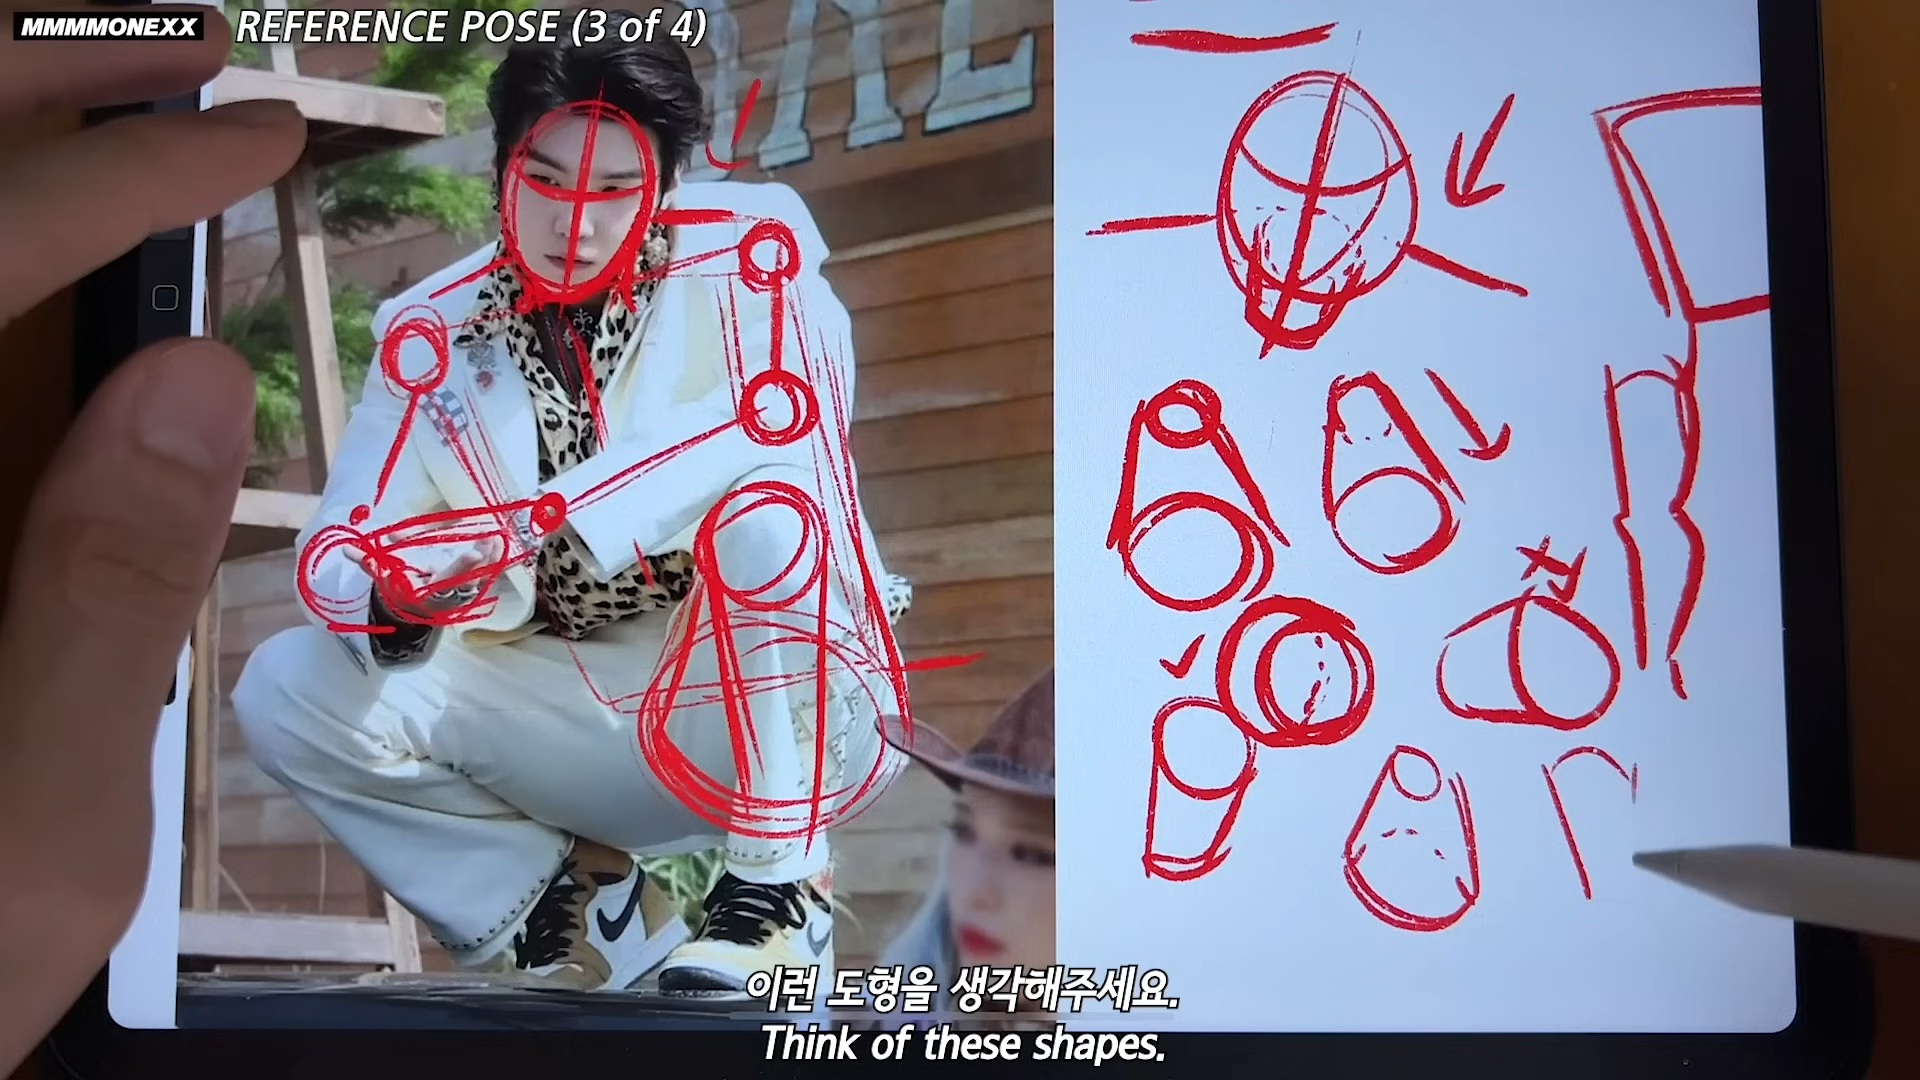 MMMMONEXX
REFERENCE POSE (3 of 4)
이런 도형을 생각해주세요.
Think of these shapes.